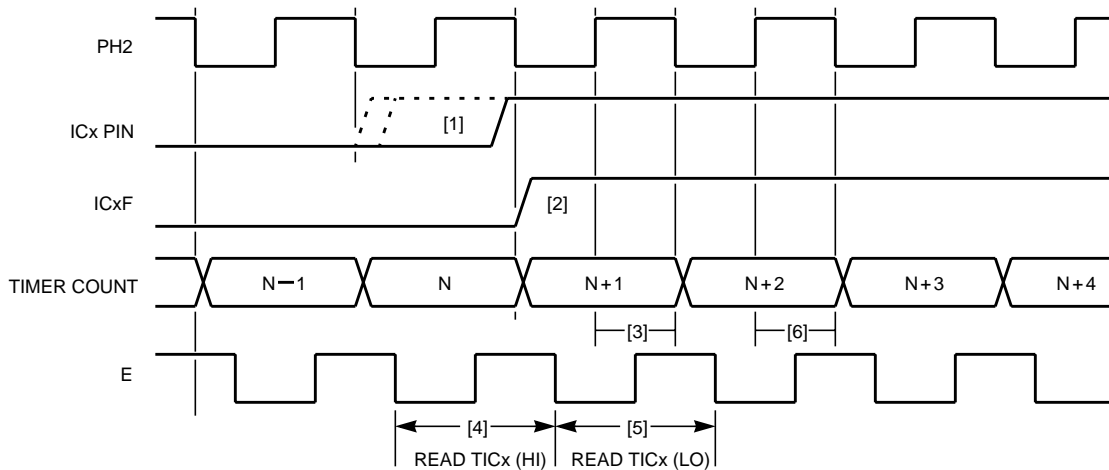 PH2
ICx PIN
[1]
ICxF
[2]
TIMER COUNT
N—1
N
N+1
N+2
N+3
N+4
[3]
[6]
E
[4]
[5]
READ TICx (HI)
READ TICx (LO)